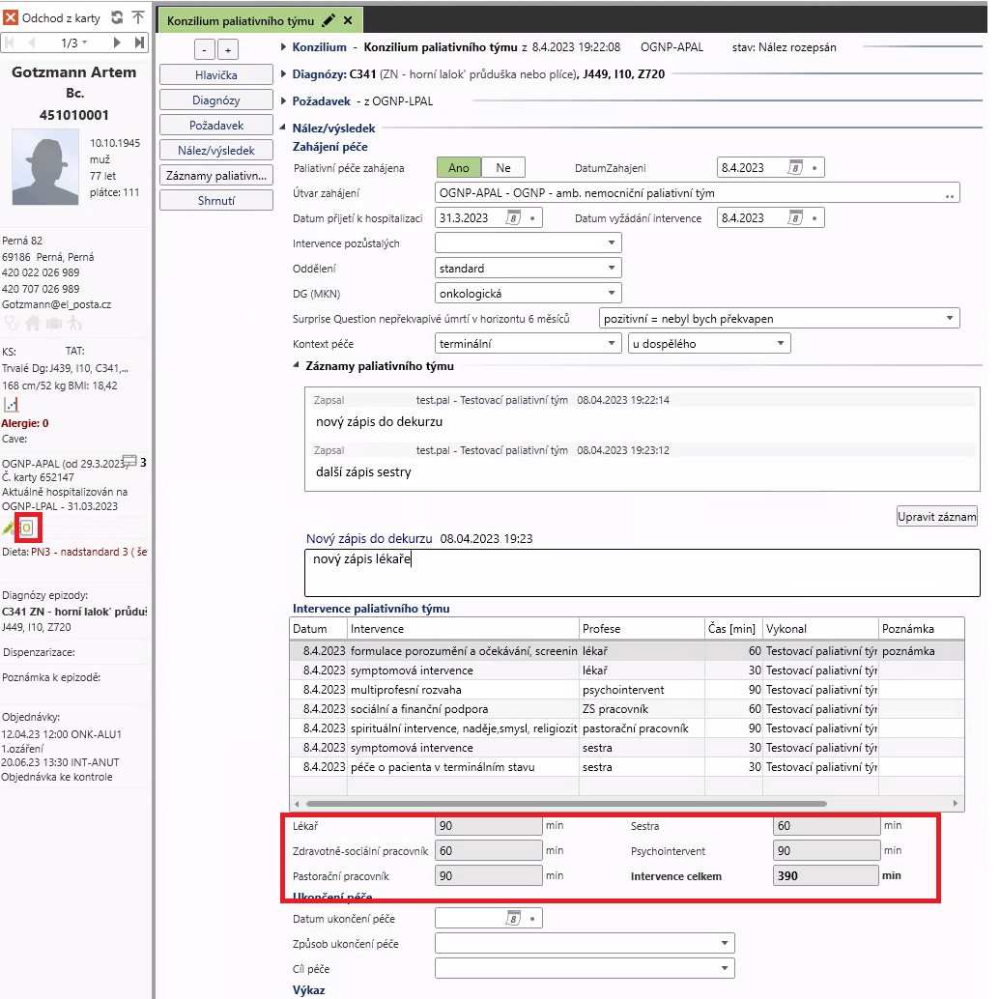 Odchod z karty
1/3
Gotzmann Artem
Bc.
451010001
10.10.1945
muž
77 let
plátce: 111
Perná 82
69186 Perná, Perná
420 022 026 989
420 707 026 989
Gotzmann@el_posta.cz
KS: TAT:
Trvalé Dg: J439, I10, C341,...
168 cm/52 kg BMI: 18,42
Alergie: 0
Cave:
OGNP-APAL (od 29.3.2023) 3
Č. karty 652147
Aktuálně hospitalizován na
OGNP-LPAL - 31.03.2023
Dieta: PN3 - nadstandard 3 ( še
Diagnózy epizody:
C341 ZN - horní lalok' průduš
J449, I10, Z720
Dispenzarizace:
Poznámka k epizodě:
Objednávky:
12.04.23 12:00 ONK-ALU1
1.ozáření
20.06.23 13:30 INT-ANUT
Objednávka ke kontrole
Konzilium paliativního týmu
- +
Hlavička
Diagnózy
Požadavek
Nález/výsledek
Záznamy paliativn...
Shrnutí
Konzilium - Konzilium paliativního týmu z 8.4.2023 19:22:08 OGNP-APAL stav: Nález rozepsán
Diagnózy: C341 (ZN - horní lalok' průduška nebo plíce), J449, I10, Z720
Požadavek - z OGNP-LPAL
Nález/výsledek
Zahájení péče
Paliativní péče zahájena Ano Ne DatumZahajeni 8.4.2023 8
Útvar zahájení OGNP-APAL - OGNP - amb. nemocniční paliativní tým ..
Datum přijetí k hospitalizaci 31.3.2023 8 Datum vyžádání intervence 8.4.2023 8
Intervence pozůstalých
Oddělení standard
DG (MKN) onkologická
Surprise Question nepřekvapivé úmrtí v horizontu 6 měsíců pozitivní = nebyl bych překvapen
Kontext péče terminální u dospělého
Záznamy paliativního týmu
Zapsal test.pal - Testovací paliativní tým 08.04.2023 19:22:14
nový zápis do dekurzu
Zapsal test.pal - Testovací paliativní tým 08.04.2023 19:23:12
další zápis sestry
Upravit záznam
Nový zápis do dekurzu 08.04.2023 19:23
nový zápis lékaře
Intervence paliativního týmu
Datum Intervence Profese Čas [min] Vykonal Poznámka
8.4.2023 formulace porozumění a očekávání, screenin lékař 60 Testovací paliativní týr poznámka
8.4.2023 symptomová intervence lékař 30 Testovací paliativní týr
8.4.2023 multiprofesní rozvaha psychointervent 90 Testovací paliativní týr
8.4.2023 sociální a finanční podpora ZS pracovník 60 Testovací paliativní týr
8.4.2023 spirituální intervence, naděje,smysl, religiozit pastorační pracovník 90 Testovací paliativní týr
8.4.2023 symptomová intervence sestra 30 Testovací paliativní týr
8.4.2023 péče o pacienta v terminálním stavu sestra 30 Testovací paliativní týr
Lékař 90 min Sestra 60 min
Zdravotně-sociální pracovník 60 min Psychointervent 90 min
Pastorační pracovník 90 min Intervence celkem 390 min
Ukončení péče
Datum ukončení péče 8
Způsob ukončení péče
Cíl péče
Výkaz